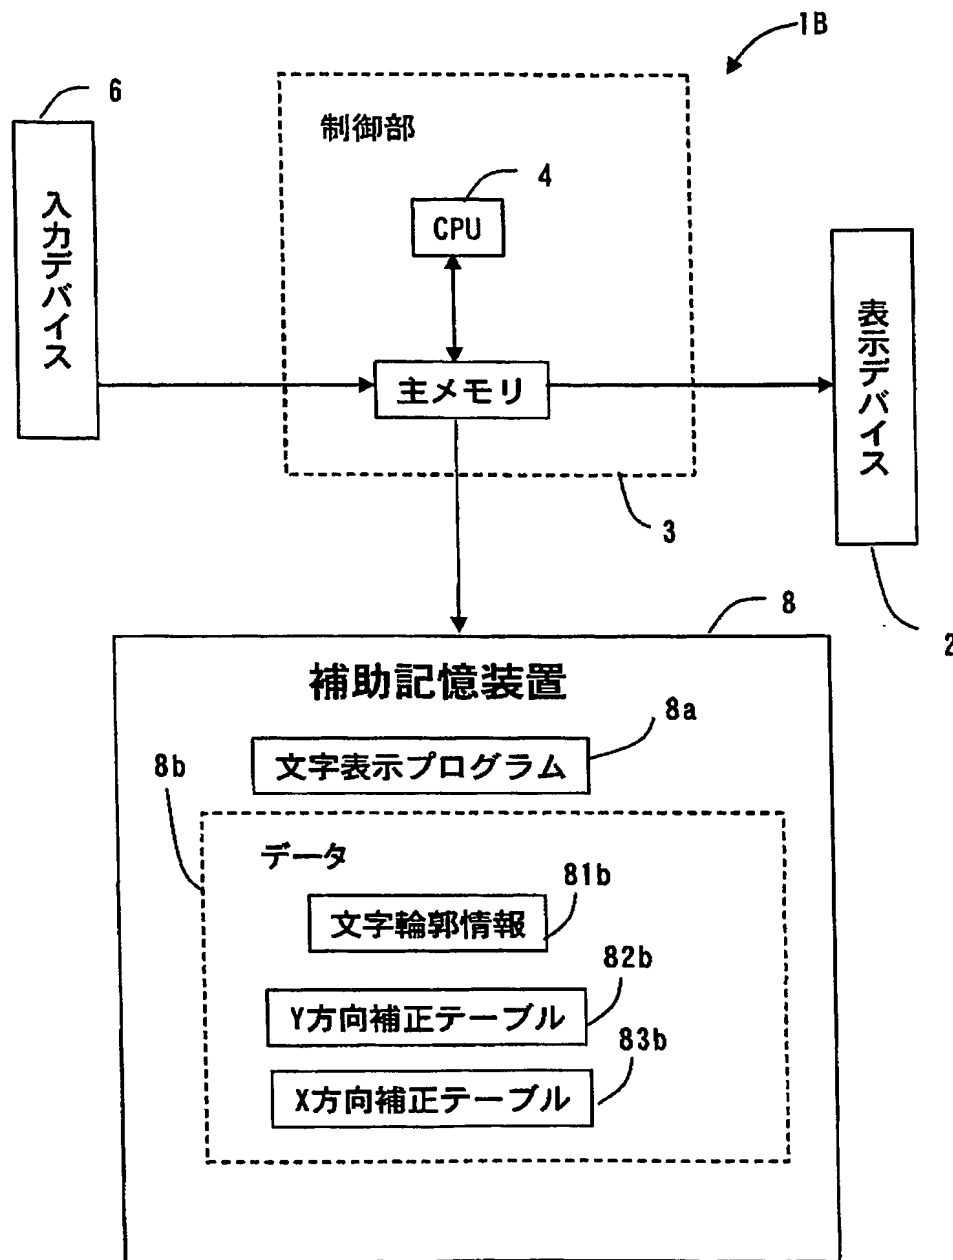 1B
6
制御部
4
CPU
入力デバイス
主メモリ
表示デバイス
3
2
8
補助記憶装置
8a
文字表示プログラム
8b
データ
81b
文字輪郭情報
82b
Y方向補正テーブル
83b
X方向補正テーブル